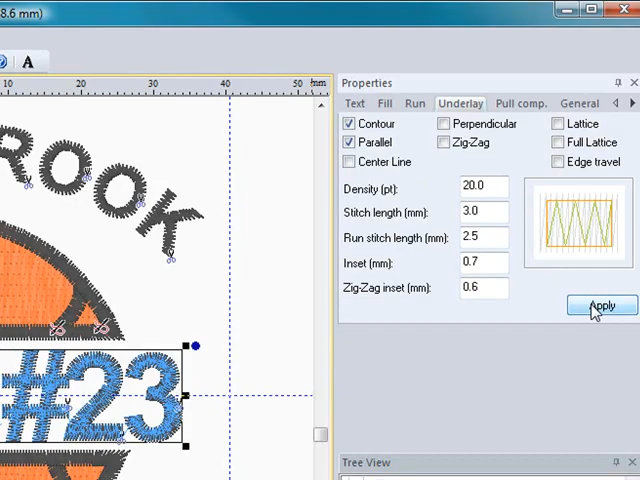 8.6 mm)
A
10 20 30 40 50 mm
Properties
Text Fill Run Underlay Pull comp. General
Contour Perpendicular Lattice
Parallel Zig-Zag Full Lattice
Center Line Edge travel
Density (pt): 20.0
Stitch length (mm): 3.0
Run stitch length (mm): 2.5
Inset (mm): 0.7
Zig-Zag inset (mm): 0.6
Apply
ROOK
#23
Tree View